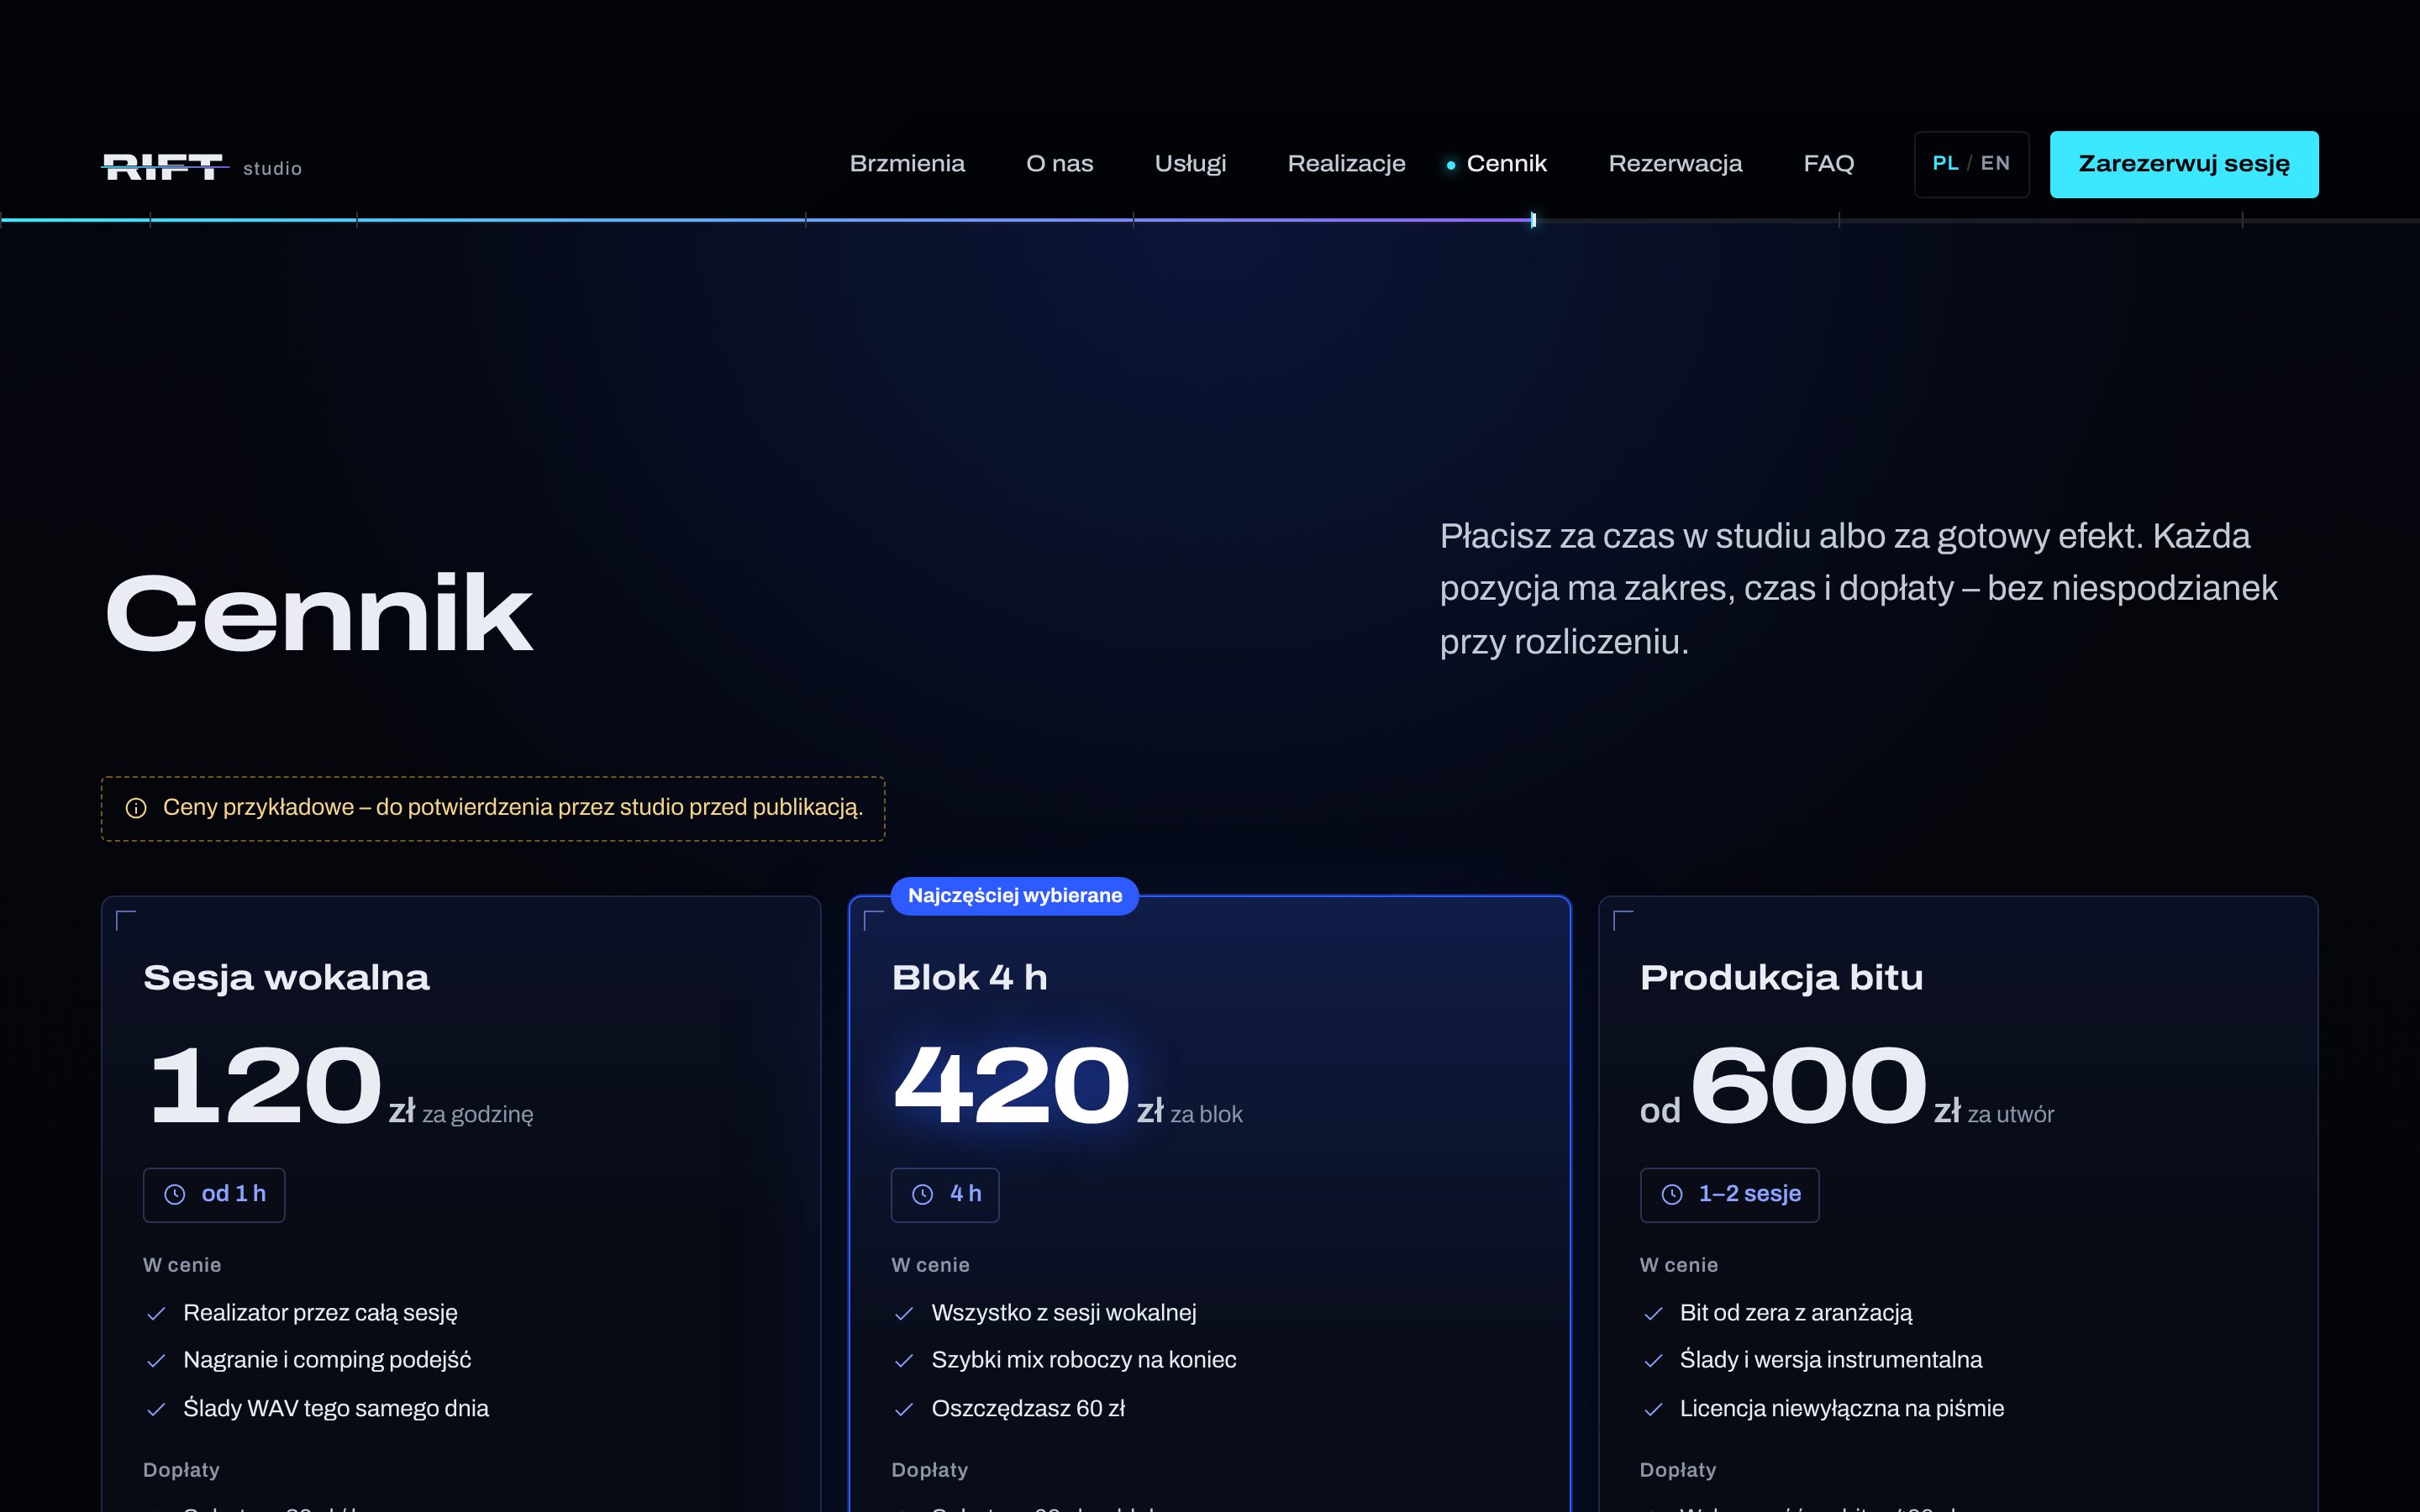 RIFT studio
Brzmienia
O nas
Usługi
Realizacje
Cennik
Rezerwacja
FAQ
PL / EN
Zarezerwuj sesję
Cennik
Płacisz za czas w studiu albo za gotowy efekt. Każda
pozycja ma zakres, czas i dopłaty – bez niespodzianek
przy rozliczeniu.
Ceny przykładowe – do potwierdzenia przez studio przed publikacją.
Sesja wokalna
120 zł za godzinę
od 1 h
W cenie
Realizator przez całą sesję
Nagranie i comping podejść
Ślady WAV tego samego dnia
Dopłaty
Najczęściej wybierane
Blok 4 h
420 zł za blok
4 h
W cenie
Wszystko z sesji wokalnej
Szybki mix roboczy na koniec
Oszczędzasz 60 zł
Dopłaty
Produkcja bitu
od 600 zł za utwór
1–2 sesje
W cenie
Bit od zera z aranżacją
Ślady i wersja instrumentalna
Licencja niewyłączna na piśmie
Dopłaty